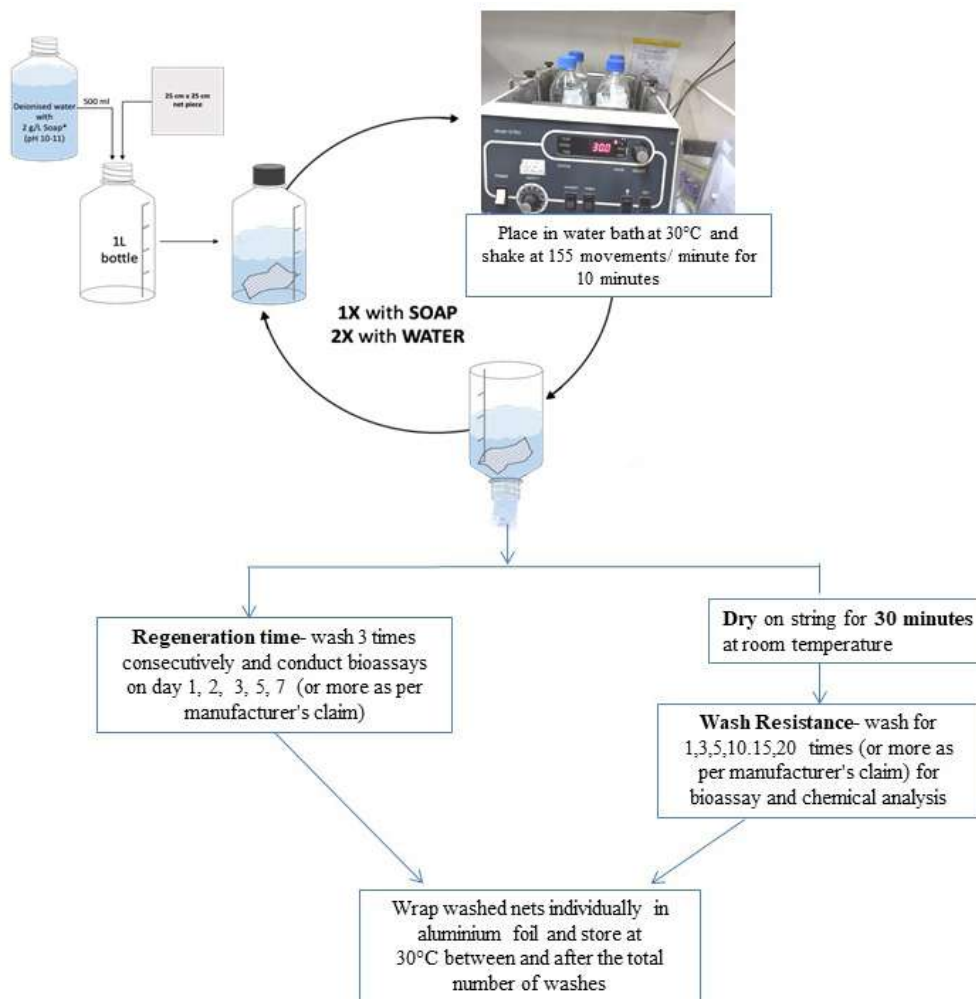 Deionised water
with
2 g/L Soap*
(pH 10-11)
500 ml
25 cm x 25 cm
net piece
1L
bottle
30.0
Place in water bath at 30°C and
shake at 155 movements/ minute for
10 minutes
1X with SOAP
2X with WATER
Regeneration time- wash 3 times
consecutively and conduct bioassays
on day 1, 2, 3, 5, 7 (or more as per
manufacturer's claim)
Dry on string for 30 minutes
at room temperature
Wash Resistance- wash for
1,3,5,10.15,20 times (or more as
per manufacturer's claim) for
bioassay and chemical analysis
Wrap washed nets individually in
aluminium foil and store at
30°C between and after the total
number of washes